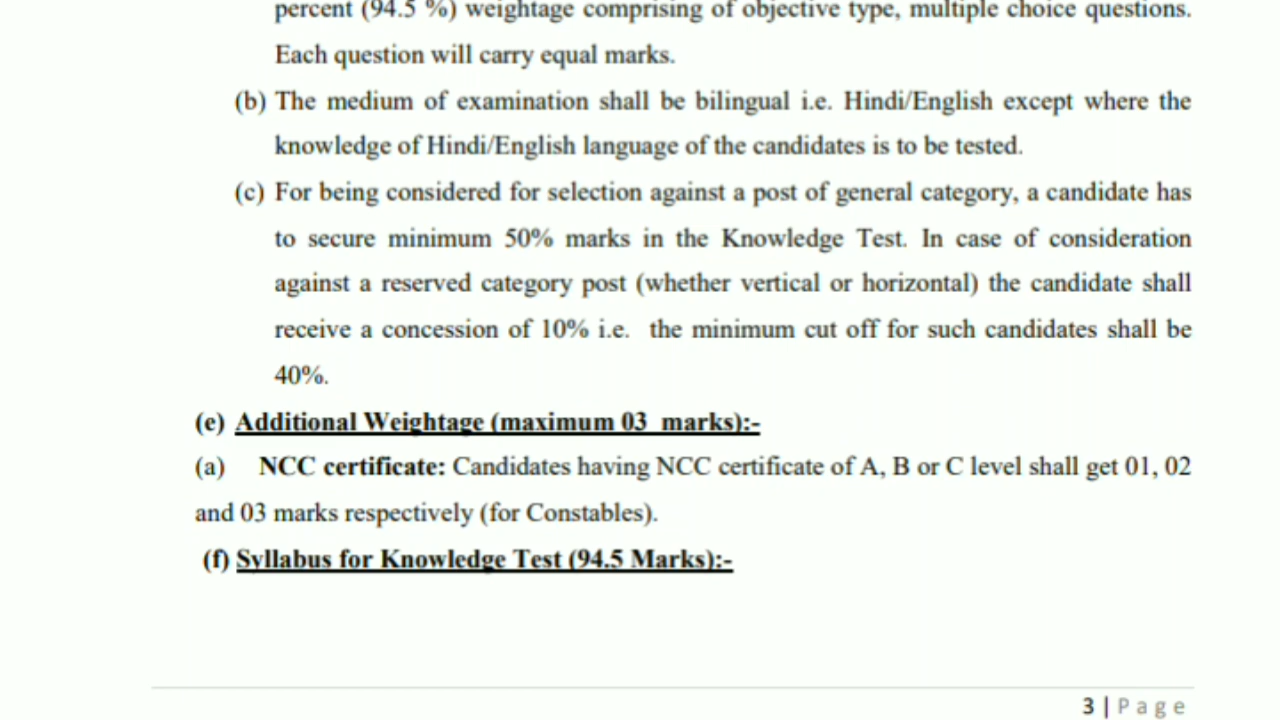 percent (94.5 %) weightage comprising of objective type, multiple choice questions.
Each question will carry equal marks.
(b) The medium of examination shall be bilingual i.e. Hindi/English except where the
knowledge of Hindi/English language of the candidates is to be tested.
(c) For being considered for selection against a post of general category, a candidate has
to secure minimum 50% marks in the Knowledge Test. In case of consideration
against a reserved category post (whether vertical or horizontal) the candidate shall
receive a concession of 10% i.e. the minimum cut off for such candidates shall be
40%.
(e) Additional Weightage (maximum 03 marks):-
(a) NCC certificate: Candidates having NCC certificate of A, B or C level shall get 01, 02
and 03 marks respectively (for Constables).
(f) Syllabus for Knowledge Test (94.5 Marks):-
3 | Page